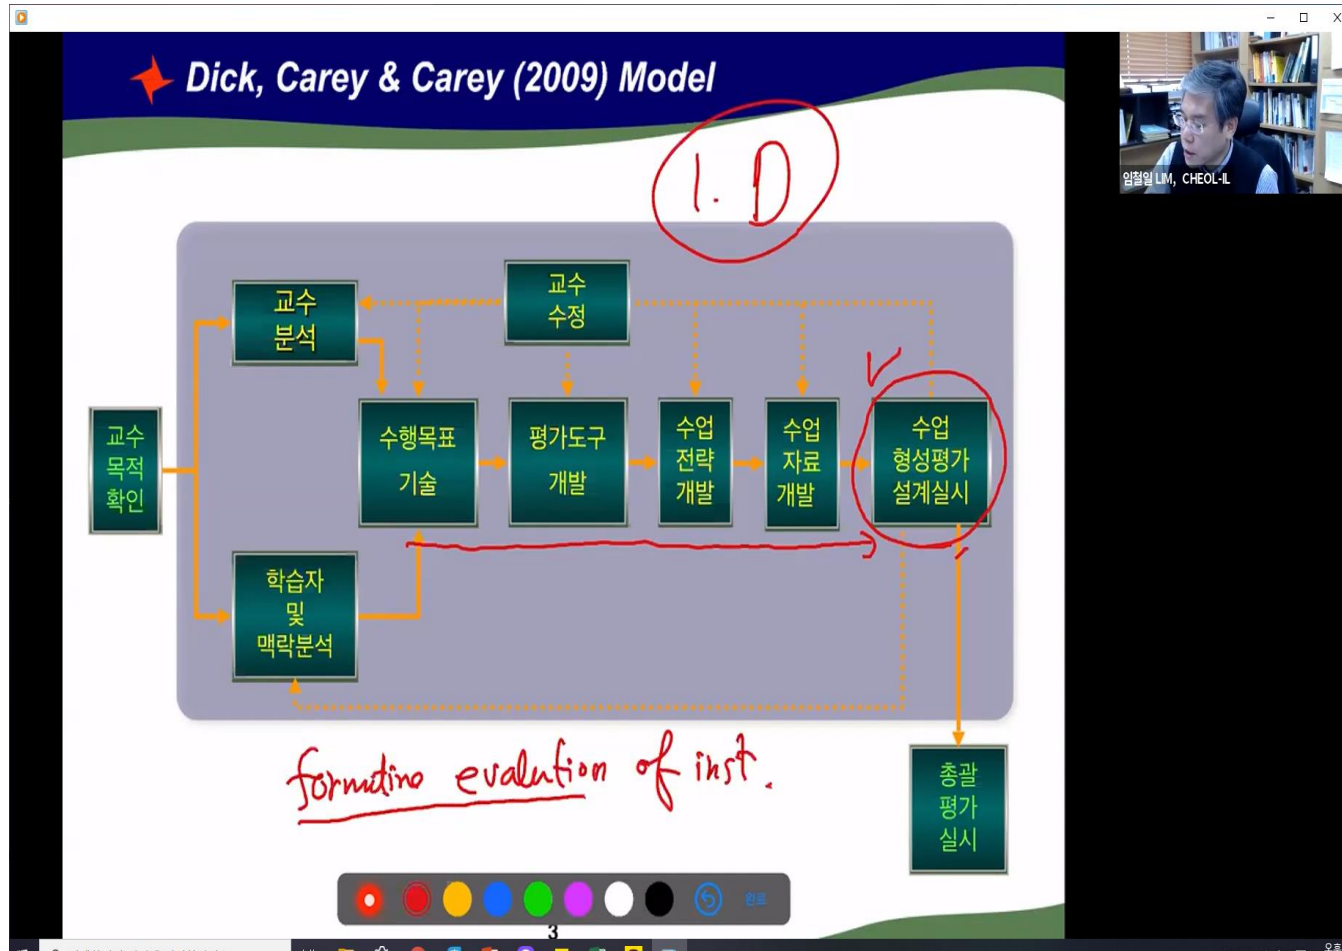 Dick, Carey & Carey (2009) Model
임철일 LIM, CHEOL-IL
I. D
교수
수정
교수
분석
교수
목적
확인
수행목표
기술
평가도구
개발
수업
전략
개발
수업
자료
개발
수업
형성평가
설계실시
학습자
및
맥락분석
formative evaluation of inst.
총괄
평가
실시
완료
3